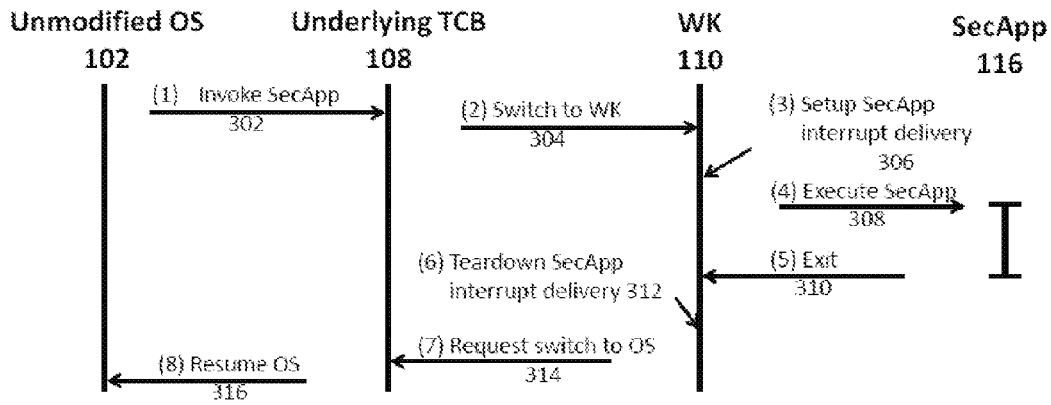 Unmodified OS
102
Underlying TCB
108
WK
110
SecApp
116
(1) Invoke SecApp
302
(2) Switch to WK
304
(3) Setup SecApp
interrupt delivery
306
(4) Execute SecApp
308
(5) Exit
310
(6) Teardown SecApp
interrupt delivery 312
(7) Request switch to OS
314
(8) Resume OS
316